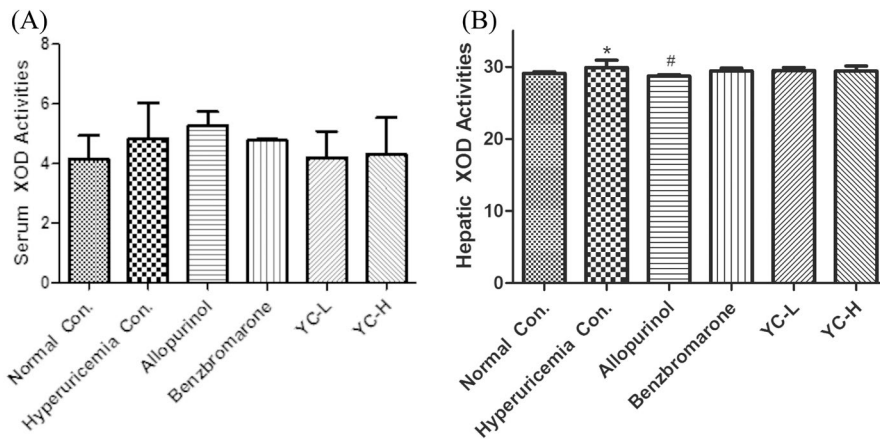 (A)
Serum XOD Activities
8
6
4
2
0
Normal Con.
Hyperuricemia Con.
Allopurinol
Benzbromarone
YC-L
YC-H
(B)
Hepatic XOD Activities
30
20
10
0
*
#
Normal Con.
Hyperuricemia Con.
Allopurinol
Benzbromarone
YC-L
YC-H